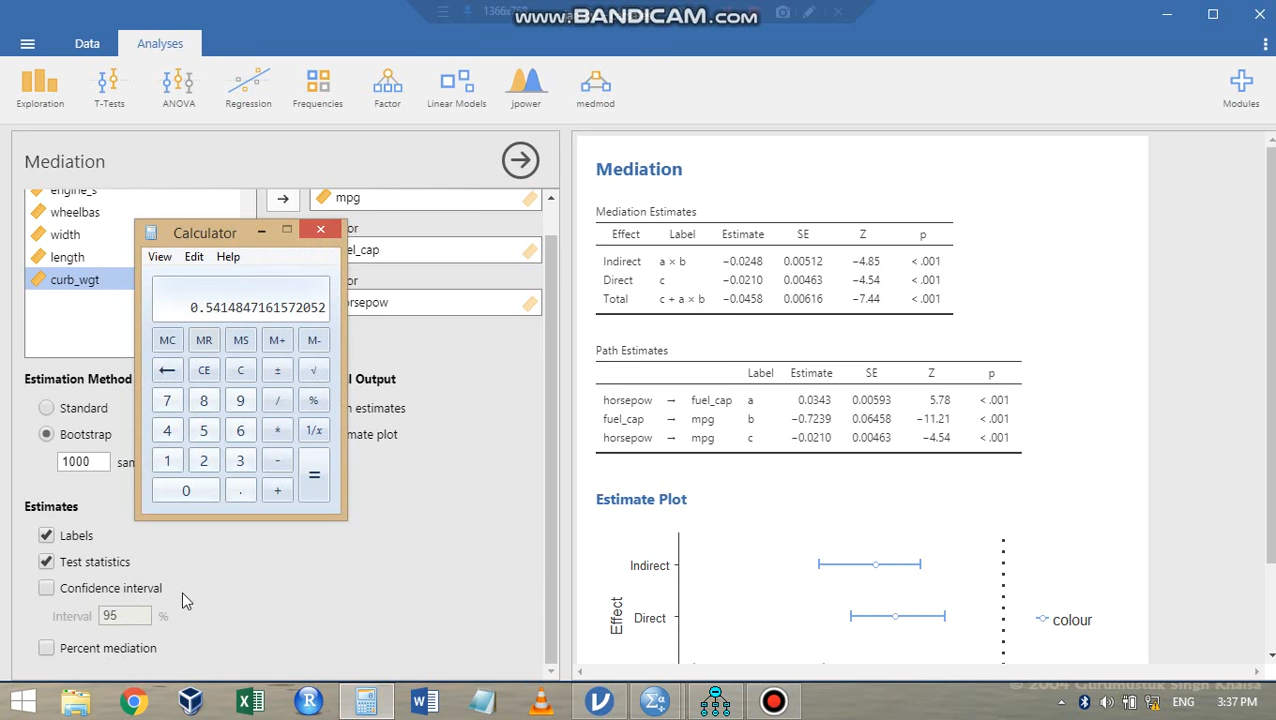 1366x768
www.BANDICAM.com
Data
Analyses
Exploration
T-Tests
ANOVA
Regression
Frequencies
Factor
Linear Models
jpower
medmod
Modules
Mediation
engine_s
wheelbas
width
length
curb_wgt
mpg
fuel_cap
horsepow
Calculator
View Edit Help
0.5414847161572052
MC MR MS M+ M-
← CE C ± √
7 8 9 / %
4 5 6 * 1/x
1 2 3 - =
0 . +
Estimation Method
Standard
Bootstrap
1000
Estimates
Labels
Test statistics
Confidence interval
Interval 95 %
Percent mediation
Output
estimates
plot
Mediation
Mediation Estimates
Effect Label Estimate SE Z p
Indirect a × b −0.0248 0.00512 −4.85 < .001
Direct c −0.0210 0.00463 −4.54 < .001
Total c + a × b −0.0458 0.00616 −7.44 < .001
Path Estimates
Label Estimate SE Z p
horsepow → fuel_cap a 0.0343 0.00593 5.78 < .001
fuel_cap → mpg b −0.7239 0.06458 −11.21 < .001
horsepow → mpg c −0.0210 0.00463 −4.54 < .001
Estimate Plot
Indirect
Direct
Effect
colour
© 2004 Gurumustuk Singh Khalsa
ENG
3:37 PM